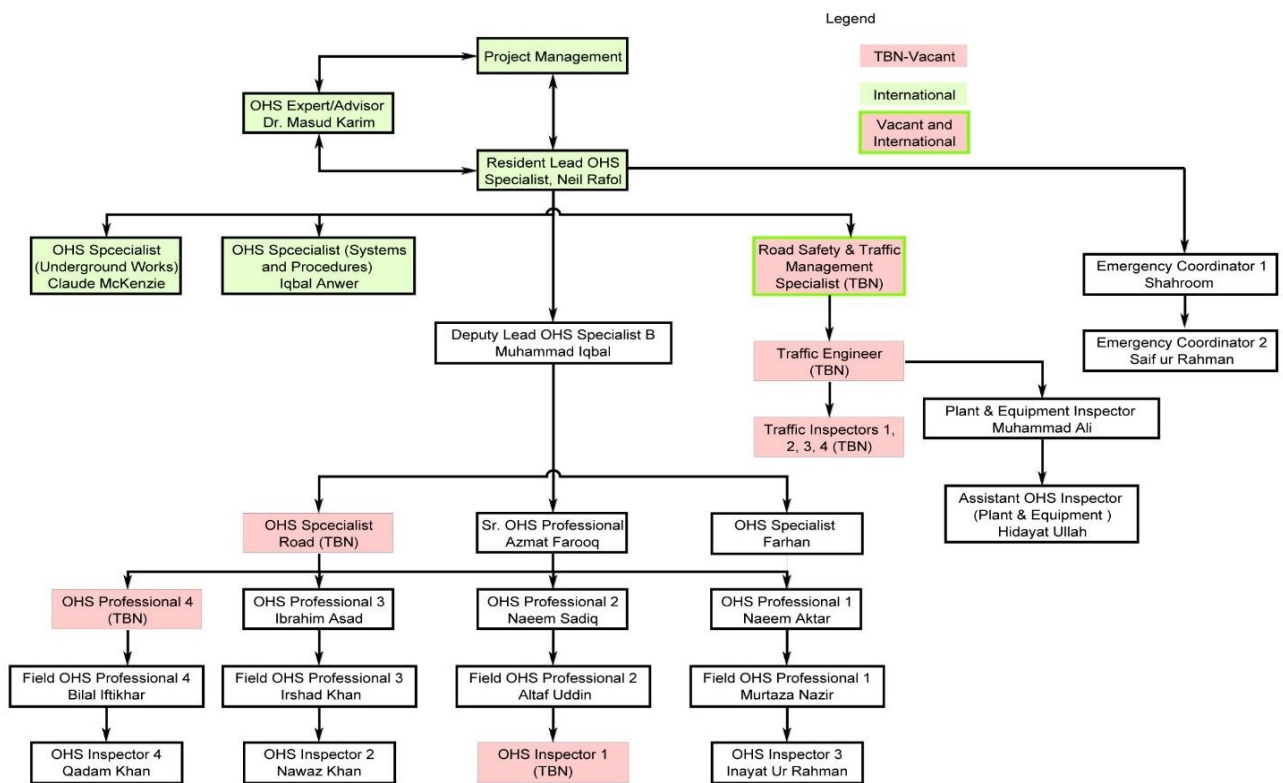 Legend
TBN-Vacant
International
Vacant and
International
Project Management
OHS Expert/Advisor
Dr. Masud Karim
Resident Lead OHS
Specialist, Neil Rafol
OHS Spcecialist
(Underground Works)
Claude McKenzie
OHS Spcecialist (Systems
and Procedures)
Iqbal Anwer
Road Safety & Traffic
Management
Specialist (TBN)
Emergency Coordinator 1
Shahroom
Deputy Lead OHS Specialist B
Muhammad Iqbal
Traffic Engineer
(TBN)
Emergency Coordinator 2
Saif ur Rahman
Traffic Inspectors 1,
2, 3, 4 (TBN)
Plant & Equipment Inspector
Muhammad Ali
Assistant OHS Inspector
(Plant & Equipment )
Hidayat Ullah
OHS Spcecialist
Road (TBN)
Sr. OHS Professional
Azmat Farooq
OHS Specialist
Farhan
OHS Professional 4
(TBN)
OHS Professional 3
Ibrahim Asad
OHS Professional 2
Naeem Sadiq
OHS Professional 1
Naeem Aktar
Field OHS Professional 4
Bilal Iftikhar
Field OHS Professional 3
Irshad Khan
Field OHS Professional 2
Altaf Uddin
Field OHS Professional 1
Murtaza Nazir
OHS Inspector 4
Qadam Khan
OHS Inspector 2
Nawaz Khan
OHS Inspector 1
(TBN)
OHS Inspector 3
Inayat Ur Rahman